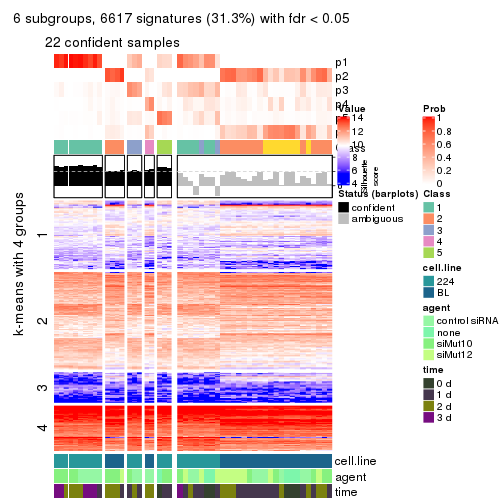 6 subgroups, 6617 signatures (31.3%) with fdr < 0.05
22 confident samples
p1
p2
p3
p4
Value
14
12
10
8
6
4
Prob
1
0.8
0.6
0.4
0.2
0
Silhouette
score
Status (barplots)
confident
ambiguous
Class
1
2
3
4
5
cell.line
224
BL
agent
control siRNA
none
siMut10
siMut12
time
0 d
1 d
2 d
3 d
k-means with 4 groups
1
2
3
4
cell.line
agent
time